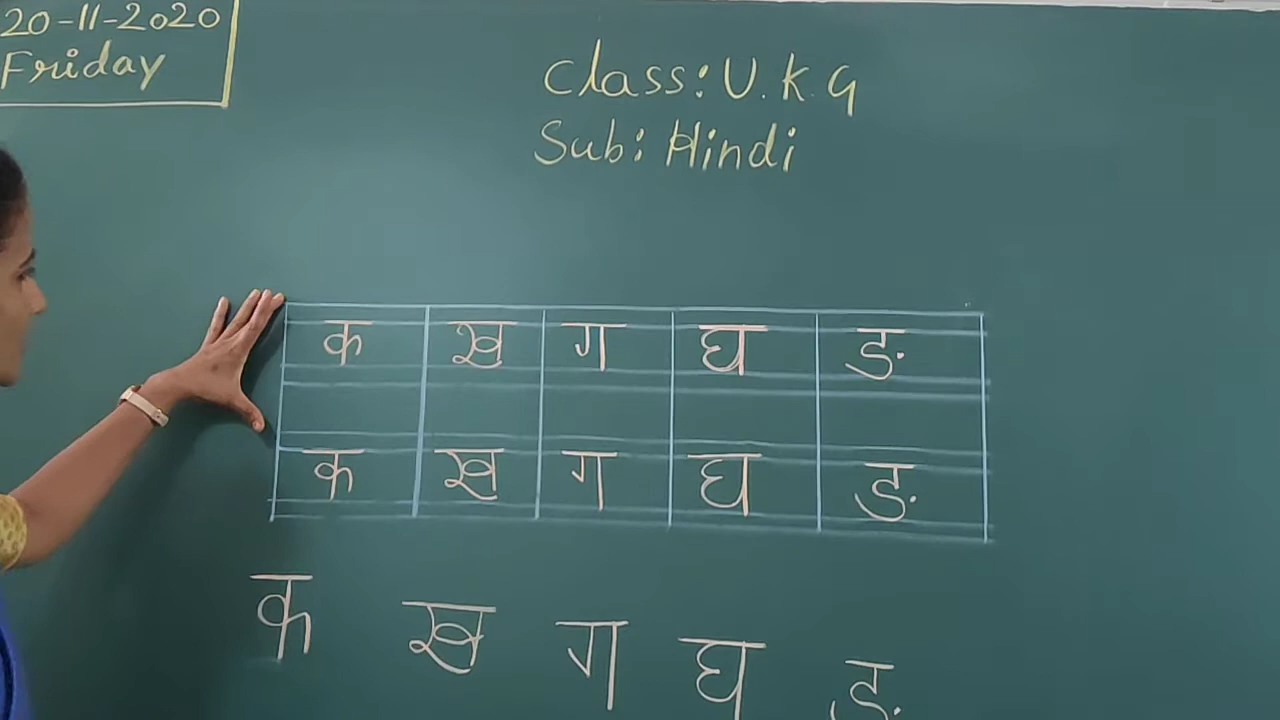 20-11-2020
Friday
Class: U.K.G
Sub: Hindi
क ख ग घ ङ
क ख ग घ ङ
क ख ग घ ङ